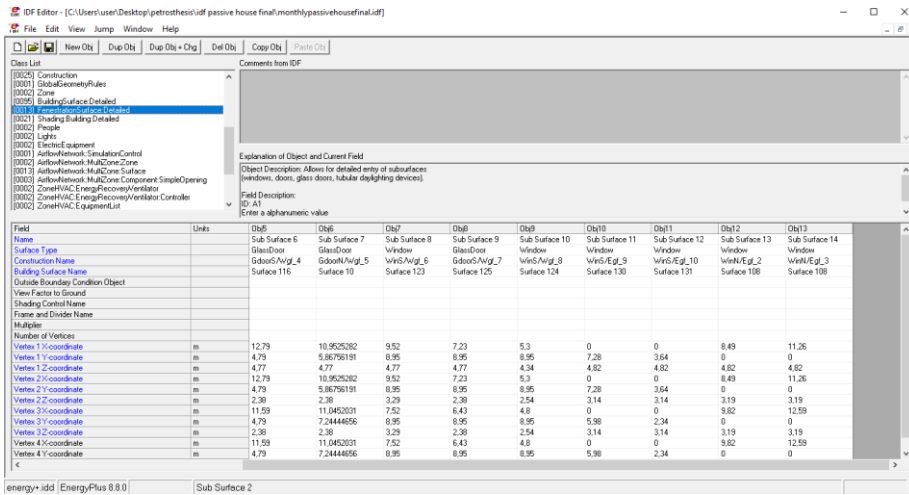 IDF Editor - [C:\Users\user\Desktop\petrosthesis\idf passive house final\monthlypassivehousefinal.idf]
File Edit View Jump Window Help
New Obj Dup Obj Dup Obj + Chg Del Obj Copy Obj Paste Obj
Class List
Comments from IDF
[0025] Construction
[0001] GlobalGeometryRules
[0002] Zone
[0095] BuildingSurface:Detailed
[0013] FenestrationSurface:Detailed
[0021] Shading:Building:Detailed
[0002] People
[0002] Lights
[0002] ElectricEquipment
[0001] AirflowNetwork:SimulationControl
[0002] AirflowNetwork:MultiZone:Zone
[0013] AirflowNetwork:MultiZone:Surface
[0003] AirflowNetwork:MultiZone:Component:SimpleOpening
[0002] ZoneHVAC:EnergyRecoveryVentilator
[0002] ZoneHVAC:EnergyRecoveryVentilator:Controller
[0002] ZoneHVAC:EquipmentList
Explanation of Object and Current Field
Object Description: Allows for detailed entry of subsurfaces
(windows, doors, glass doors, tubular daylighting devices).
Field Description:
ID: A1
Enter a alphanumeric value
Field Units Obj5 Obj6 Obj7 Obj8 Obj9 Obj10 Obj11 Obj12 Obj13
Name Sub Surface 6 Sub Surface 7 Sub Surface 8 Sub Surface 9 Sub Surface 10 Sub Surface 11 Sub Surface 12 Sub Surface 13 Sub Surface 14
Surface Type GlassDoor GlassDoor Window GlassDoor Window Window Window Window Window
Construction Name GdoorS/Wgf_4 GdoorN/Wgf_5 WinS/Wgf_6 GdoorS/Wgf_7 WinS/Wgf_8 WinS/Egf_9 WinS/Egf_10 WinN/Egf_2 WinN/Egf_3
Building Surface Name Surface 116 Surface 10 Surface 123 Surface 125 Surface 124 Surface 130 Surface 131 Surface 108 Surface 108
Outside Boundary Condition Object
View Factor to Ground
Shading Control Name
Frame and Divider Name
Multiplier
Number of Vertices
Vertex 1 X-coordinate m 12,79 10,9525282 9,52 7,23 5,3 0 0 8,49 11,26
Vertex 1 Y-coordinate m 4,79 5,86756191 8,95 8,95 8,95 7,28 3,64 0 0
Vertex 1 Z-coordinate m 4,77 4,77 4,77 4,77 4,34 4,82 4,82 4,82 4,82
Vertex 2 X-coordinate m 12,79 10,9525282 9,52 7,23 5,3 0 0 8,49 11,26
Vertex 2 Y-coordinate m 4,79 5,86756191 8,95 8,95 8,95 7,28 3,64 0 0
Vertex 2 Z-coordinate m 2,38 2,38 3,29 2,38 2,54 3,14 3,14 3,19 3,19
Vertex 3 X-coordinate m 11,59 11,0452031 7,52 6,43 4,8 0 0 9,82 12,59
Vertex 3 Y-coordinate m 4,79 7,24444656 8,95 8,95 8,95 5,98 2,34 0 0
Vertex 3 Z-coordinate m 2,38 2,38 3,29 2,38 2,54 3,14 3,14 3,19 3,19
Vertex 4 X-coordinate m 11,59 11,0452031 7,52 6,43 4,8 0 0 9,82 12,59
Vertex 4 Y-coordinate m 4,79 7,24444656 8,95 8,95 8,95 5,98 2,34 0 0
energy+.idd EnergyPlus 8.8.0 Sub Surface 2